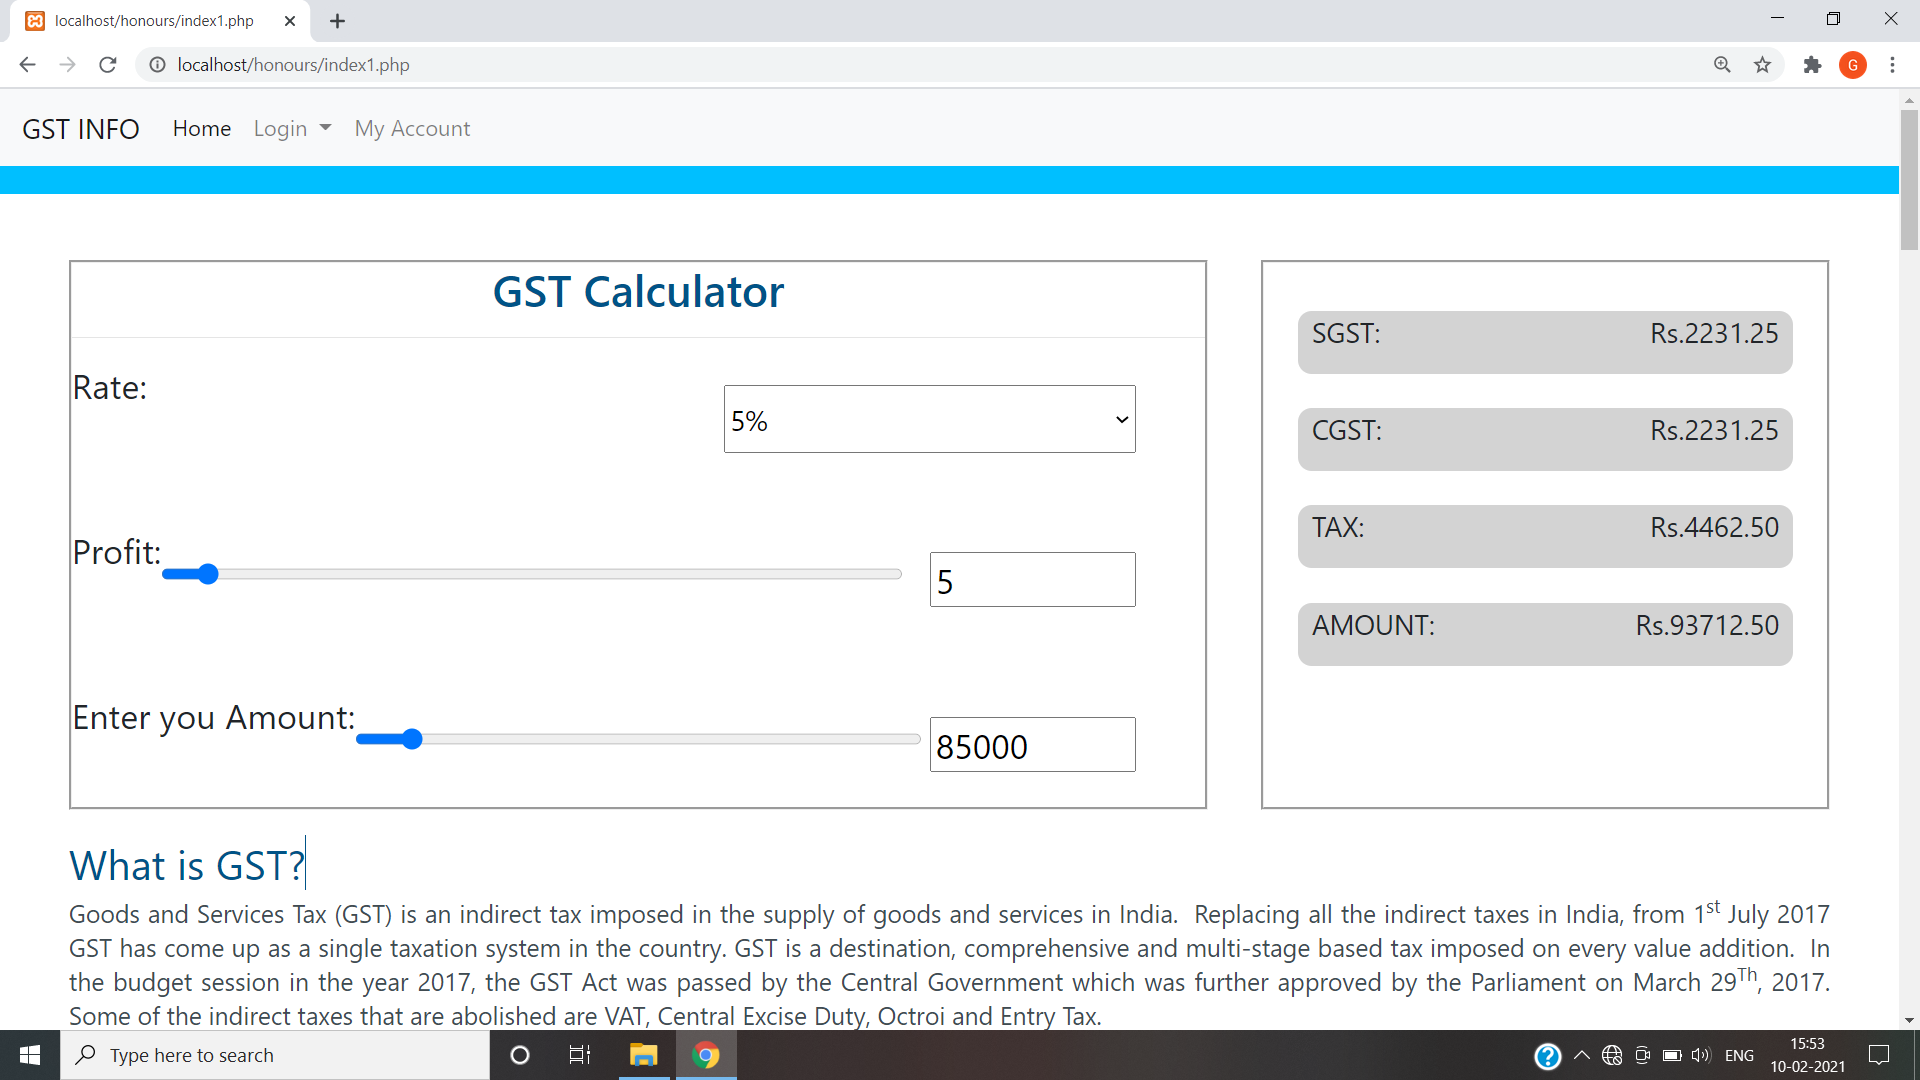 localhost/honours/index1.php
localhost/honours/index1.php
G
GST INFO Home Login My Account
GST Calculator
Rate:
5%
Profit:
5
Enter you Amount:
85000
SGST: Rs.2231.25
CGST: Rs.2231.25
TAX: Rs.4462.50
AMOUNT: Rs.93712.50
What is GST?
Goods and Services Tax (GST) is an indirect tax imposed in the supply of goods and services in India. Replacing all the indirect taxes in India, from 1st July 2017
GST has come up as a single taxation system in the country. GST is a destination, comprehensive and multi-stage based tax imposed on every value addition. In
the budget session in the year 2017, the GST Act was passed by the Central Government which was further approved by the Parliament on March 29Th, 2017.
Some of the indirect taxes that are abolished are VAT, Central Excise Duty, Octroi and Entry Tax.
Type here to search
ENG
15:53
10-02-2021